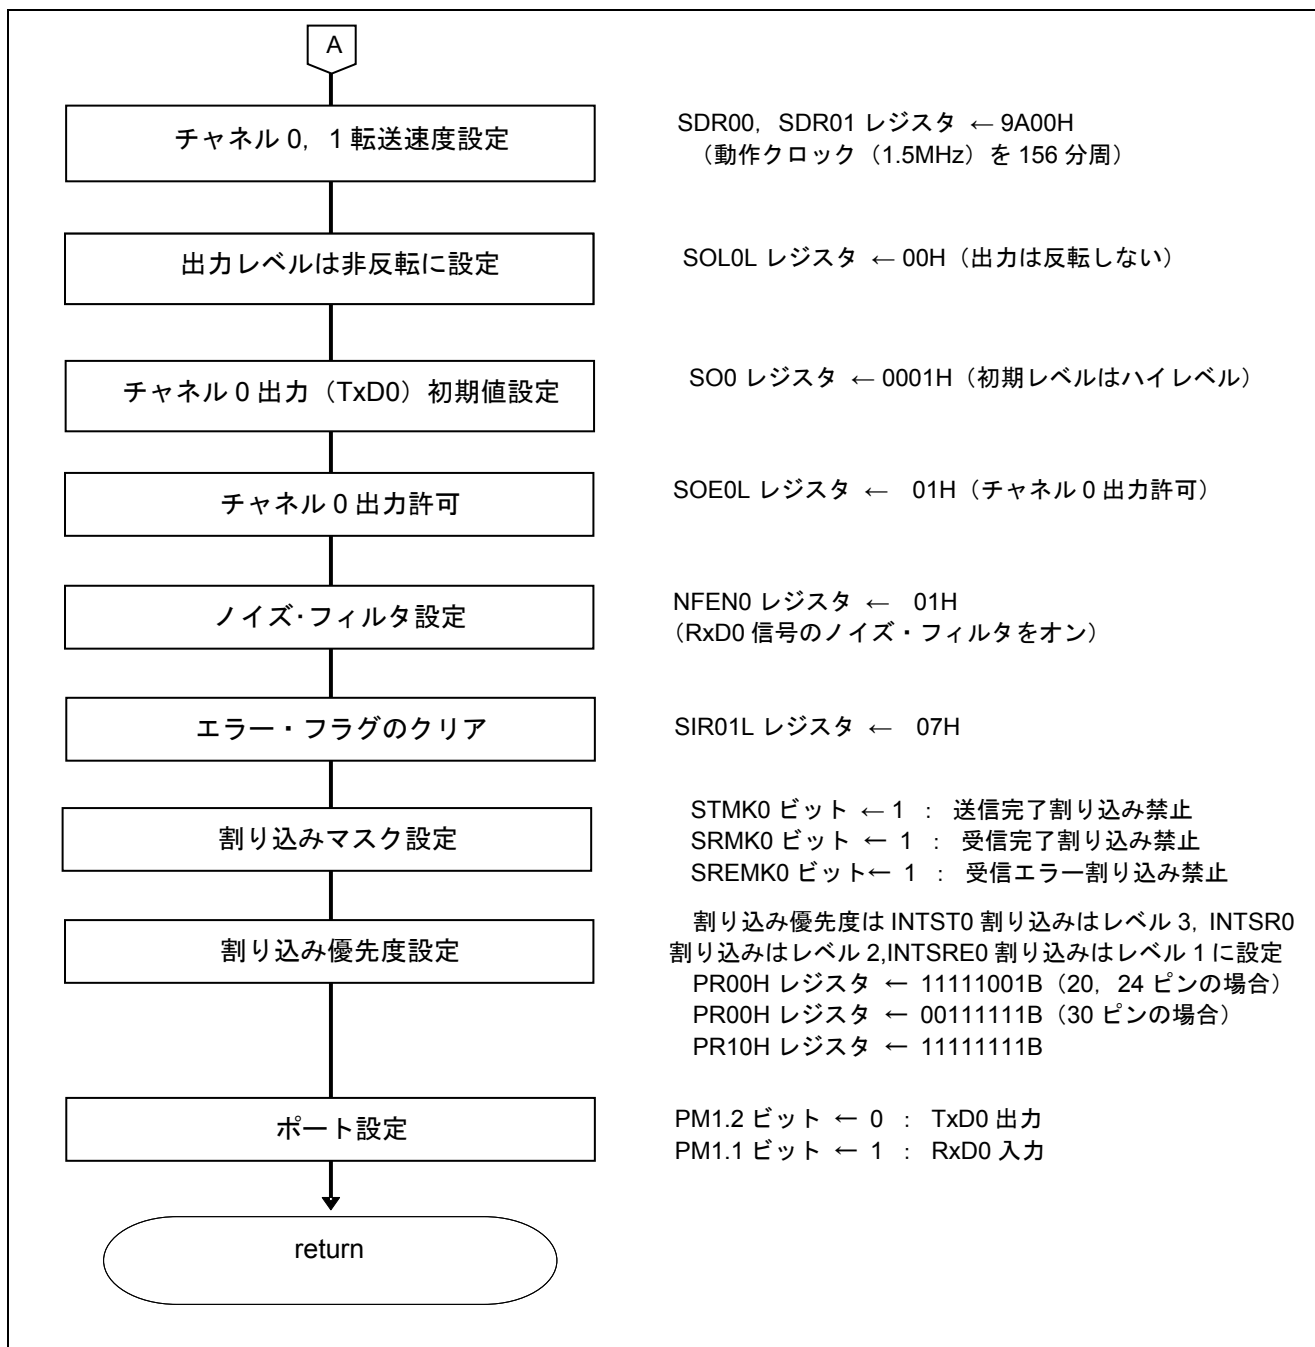 A
チャネル 0, 1 転送速度設定
SDR00, SDR01 レジスタ ← 9A00H
(動作クロック(1.5MHz)を 156 分周)
出力レベルは非反転に設定
SOL0L レジスタ ← 00H(出力は反転しない)
チャネル 0 出力(TxD0)初期値設定
SO0 レジスタ ← 0001H(初期レベルはハイレベル)
チャネル 0 出力許可
SOE0L レジスタ ← 01H(チャネル 0 出力許可)
ノイズ・フィルタ設定
NFEN0 レジスタ ← 01H
(RxD0 信号のノイズ・フィルタをオン)
エラー・フラグのクリア
SIR01L レジスタ ← 07H
割り込みマスク設定
STMK0 ビット ← 1 : 送信完了割り込み禁止
SRMK0 ビット ← 1 : 受信完了割り込み禁止
SREMK0 ビット← 1 : 受信エラー割り込み禁止
割り込み優先度設定
割り込み優先度は INTST0 割り込みはレベル 3, INTSR0
割り込みはレベル 2,INTSRE0 割り込みはレベル 1 に設定
PR00H レジスタ ← 11111001B(20, 24 ピンの場合)
PR00H レジスタ ← 00111111B(30 ピンの場合)
PR10H レジスタ ← 11111111B
ポート設定
PM1.2 ビット ← 0 : TxD0 出力
PM1.1 ビット ← 1 : RxD0 入力
return